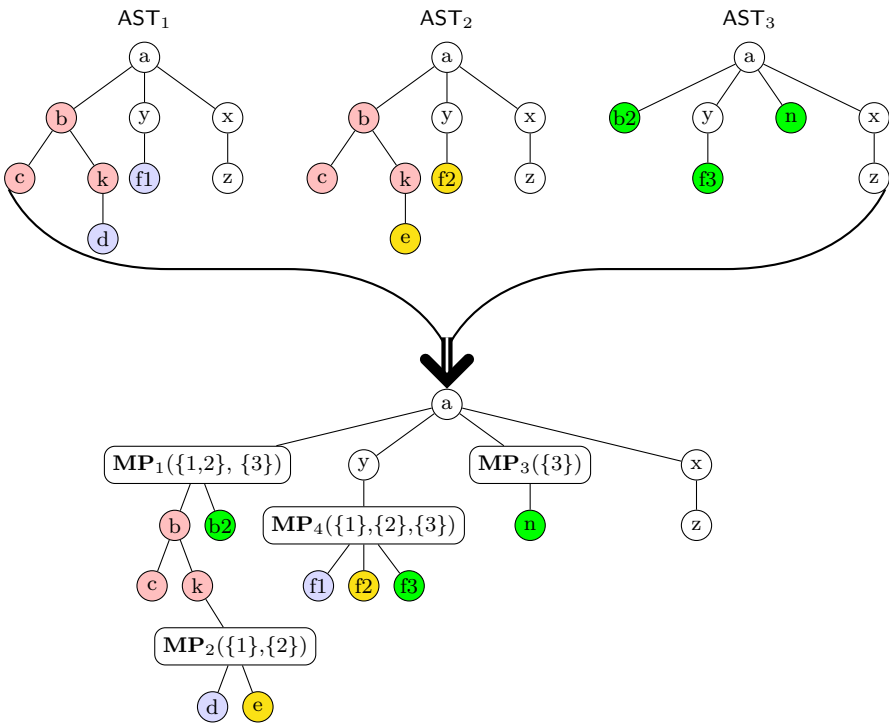 AST₁ AST₂ AST₃
a a a
b y x b y x b2 y n x
c k f1 z c k f2 z f3 z
d e
a
MP₁({1,2}, {3}) y MP₃({3}) x
b b2 MP₄({1},{2},{3}) n z
c k f1 f2 f3
MP₂({1},{2})
d e